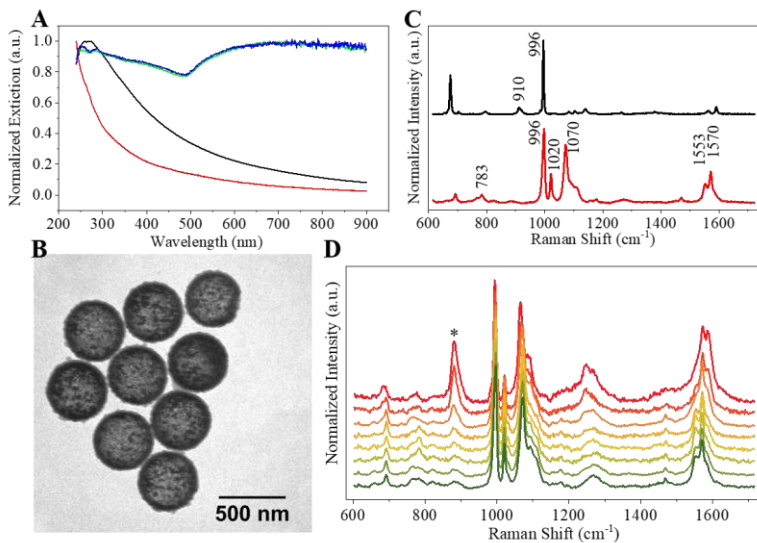 A
Normalized Extiction (a.u.)
1.0
0.8
0.6
0.4
0.2
0.0
200 300 400 500 600 700 800 900
Wavelength (nm)
B
500 nm
C
Normalized Intensity (a.u.)
996
910
996
1020
1070
783
1553
1570
600 800 1000 1200 1400 1600
Raman Shift (cm-1)
D
Normalized Intensity (a.u.)
*
600 800 1000 1200 1400 1600
Raman Shift (cm-1)